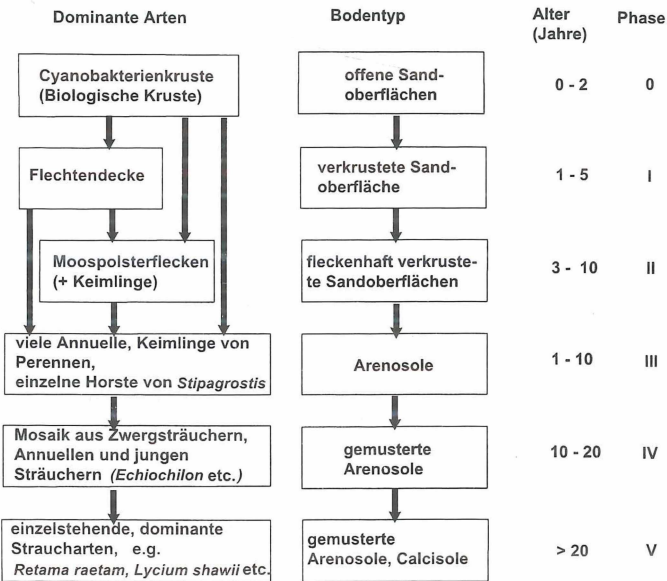 Dominante Arten
Bodentyp
Alter
(Jahre)
Phase
Cyanobakterienkruste
(Biologische Kruste)
offene Sand-
oberflächen
0 - 2
0
Flechtendecke
verkrustete Sand-
oberfläche
1 - 5
I
Moospolsterflecken
(+ Keimlinge)
fleckenhaft verkruste-
te Sandoberflächen
3 - 10
II
viele Annuelle, Keimlinge von
Perennen,
einzelne Horste von Stipagrostis
Arenosole
1 - 10
III
Mosaik aus Zwergsträuchern,
Annuellen und jungen
Sträuchern (Echiochilon etc.)
gemusterte
Arenosole
10 - 20
IV
einzelstehende, dominante
Straucharten, e.g.
Retama raetam, Lycium shawii etc.
gemusterte
Arenosole, Calcisole
> 20
V